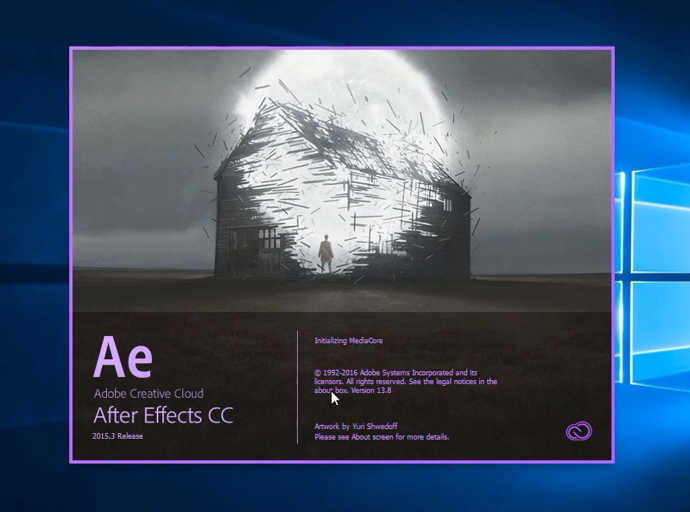 Initializing MediaCore
© 1992-2016 Adobe Systems Incorporated and its
licensors. All rights reserved. See the legal notices in the
about box. Version 13.8
Ae
Adobe Creative Cloud
After Effects CC
2015.3 Release
Artwork by Yuri Shwedoff
Please see About screen for more details.